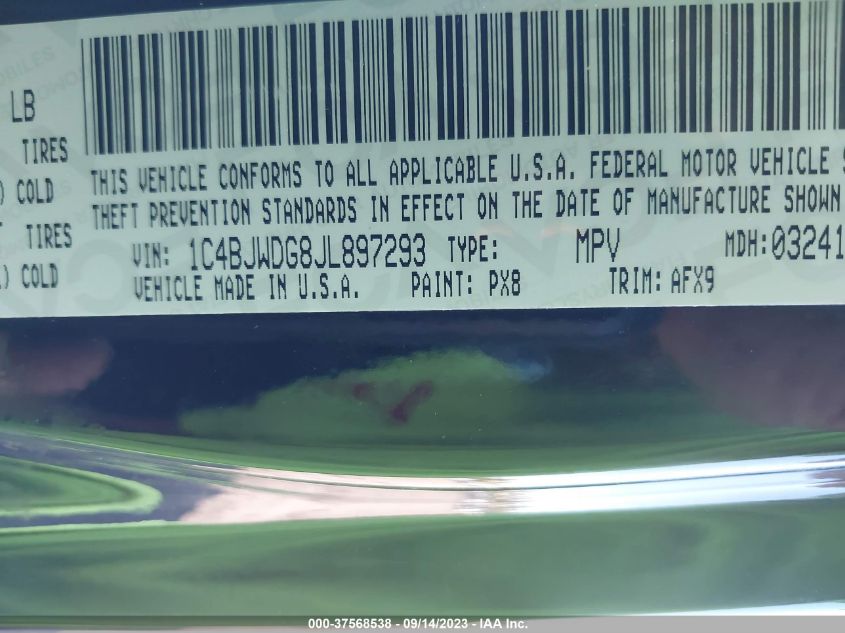 LB
TIRES
) COLD
TIRES
) COLD
THIS VEHICLE CONFORMS TO ALL APPLICABLE U.S.A. FEDERAL MOTOR VEHICLE S
THEFT PREVENTION STANDARDS IN EFFECT ON THE DATE OF MANUFACTURE SHOWN
VIN: 1C4BJWDG8JL897293 TYPE: MPV MDH:03241
VEHICLE MADE IN U.S.A. PAINT: PX8 TRIM: AFX9
000-37568538 - 09/14/2023 - IAA Inc.